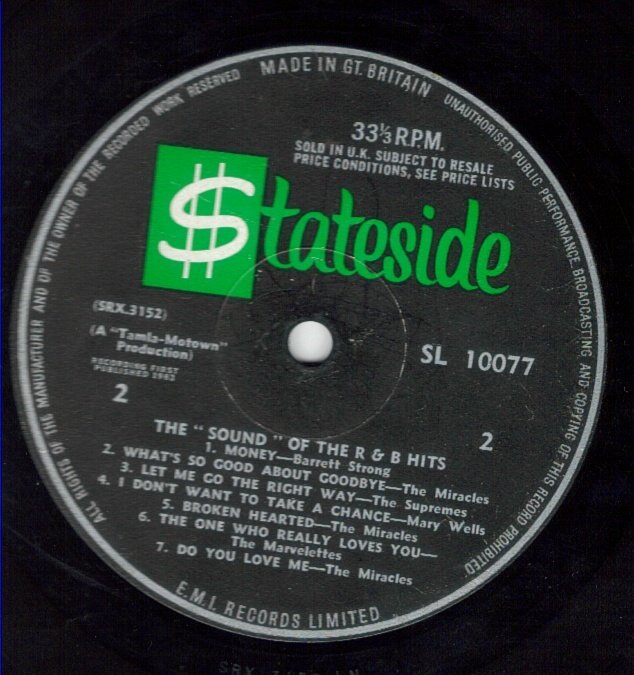 MADE IN GT. BRITAIN
UNAUTHORISED PUBLIC PERFORMANCE, BROADCASTING AND COPYING OF THIS RECORD PROHIBITED
ALL RIGHTS OF THE MANUFACTURER AND OF THE OWNER OF THE RECORDED WORK RESERVED
33⅓ R.P.M.
SOLD IN U.K. SUBJECT TO RESALE
PRICE CONDITIONS, SEE PRICE LISTS
$tateside
(SRX.3152)
(A "Tamla-Motown"
Production)
RECORDING FIRST
PUBLISHED 1963
SL 10077
2
2
THE "SOUND" OF THE R & B HITS
1. MONEY—Barrett Strong
2. WHAT'S SO GOOD ABOUT GOODBYE—The Miracles
3. LET ME GO THE RIGHT WAY—The Supremes
4. I DON'T WANT TO TAKE A CHANCE—Mary Wells
5. BROKEN HEARTED—The Miracles
6. THE ONE WHO REALLY LOVES YOU—
The Marvelettes
7. DO YOU LOVE ME—The Miracles
E.M.I. RECORDS LIMITED